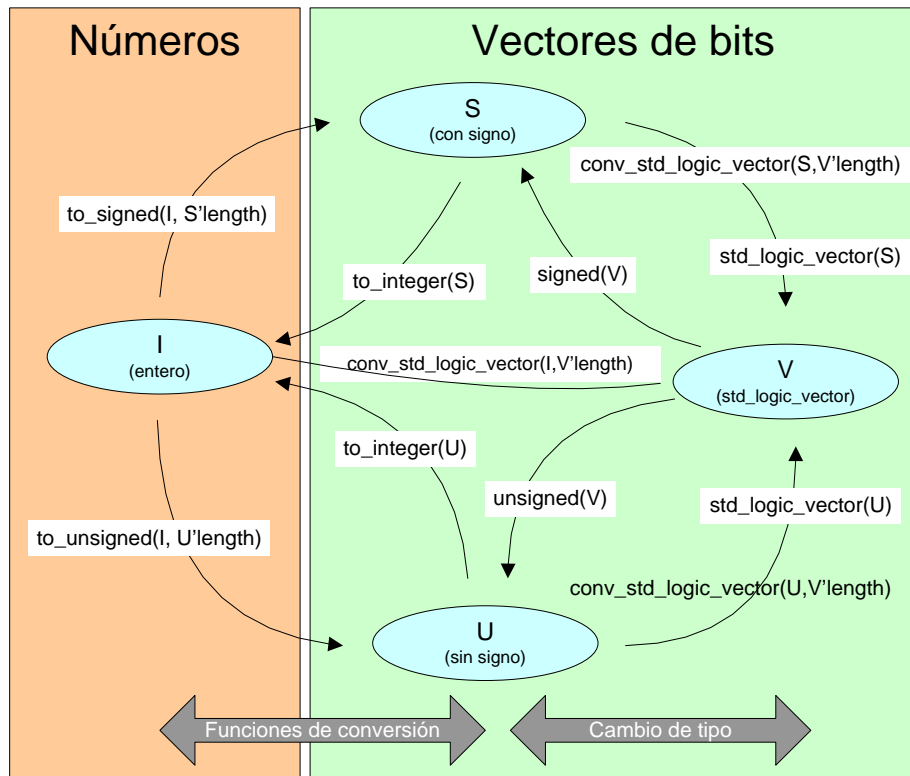 Números
Vectores de bits
S
(con signo)
conv_std_logic_vector(S,V'length)
to_signed(I, S'length)
std_logic_vector(S)
to_integer(S)
signed(V)
I
(entero)
conv_std_logic_vector(I,V'length)
V
(std_logic_vector)
to_integer(U)
unsigned(V)
std_logic_vector(U)
to_unsigned(I, U'length)
conv_std_logic_vector(U,V'length)
U
(sin signo)
Funciones de conversión
Cambio de tipo